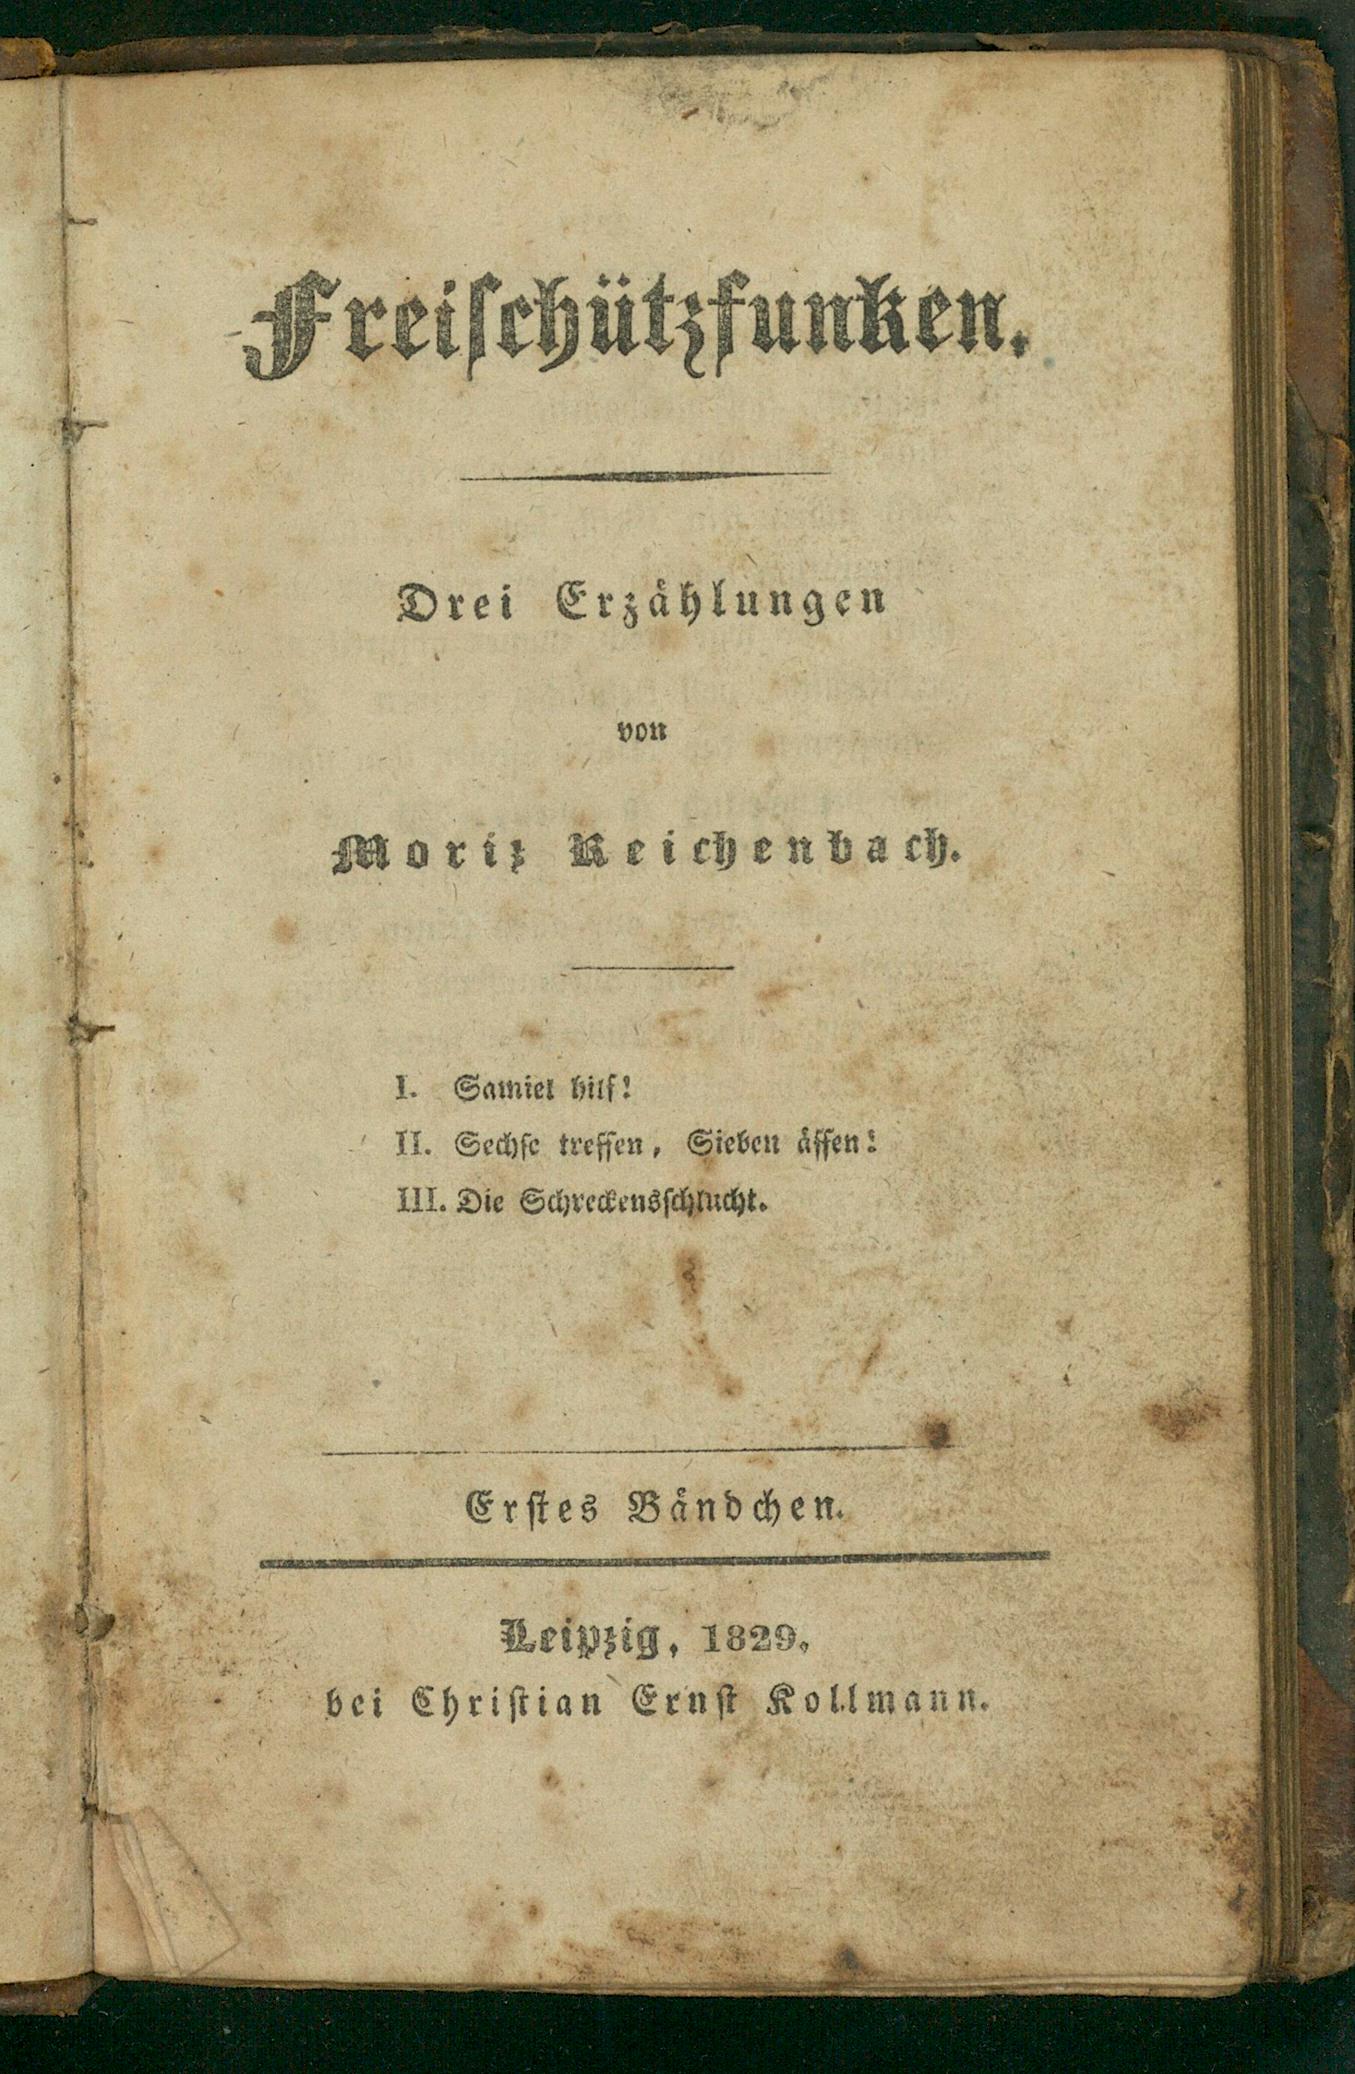 Freiſchützfunken.
Drei Erzählungen
von
Moriz Reichenbach.
I. Samiel hilf!
II. Sechſe treffen, Sieben äffen!
III. Die Schreckensſchlucht.
Erſtes Bändchen.
Leipzig, 1829.
bei Chriſtian Ernſt Kollmann.